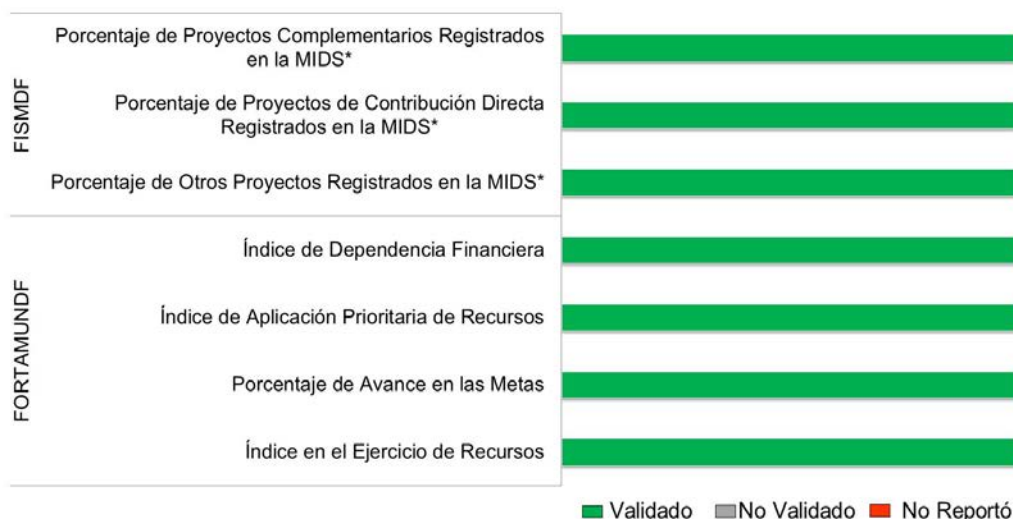 FISMDF
Porcentaje de Proyectos Complementarios Registrados
en la MIDS*
Porcentaje de Proyectos de Contribución Directa
Registrados en la MIDS*
Porcentaje de Otros Proyectos Registrados en la MIDS*
FORTAMUNDF
Índice de Dependencia Financiera
Índice de Aplicación Prioritaria de Recursos
Porcentaje de Avance en las Metas
Índice en el Ejercicio de Recursos
Validado No Validado No Reportó